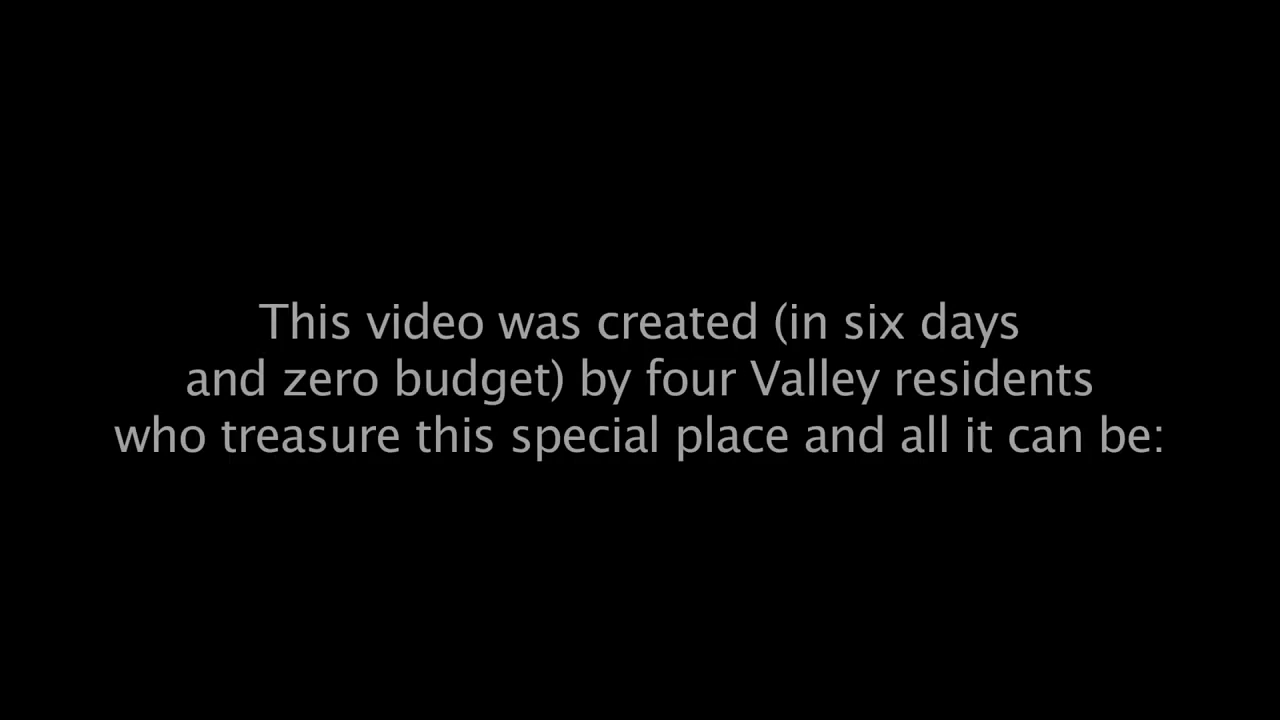 This video was created (in six days
and zero budget) by four Valley residents
who treasure this special place and all it can be: